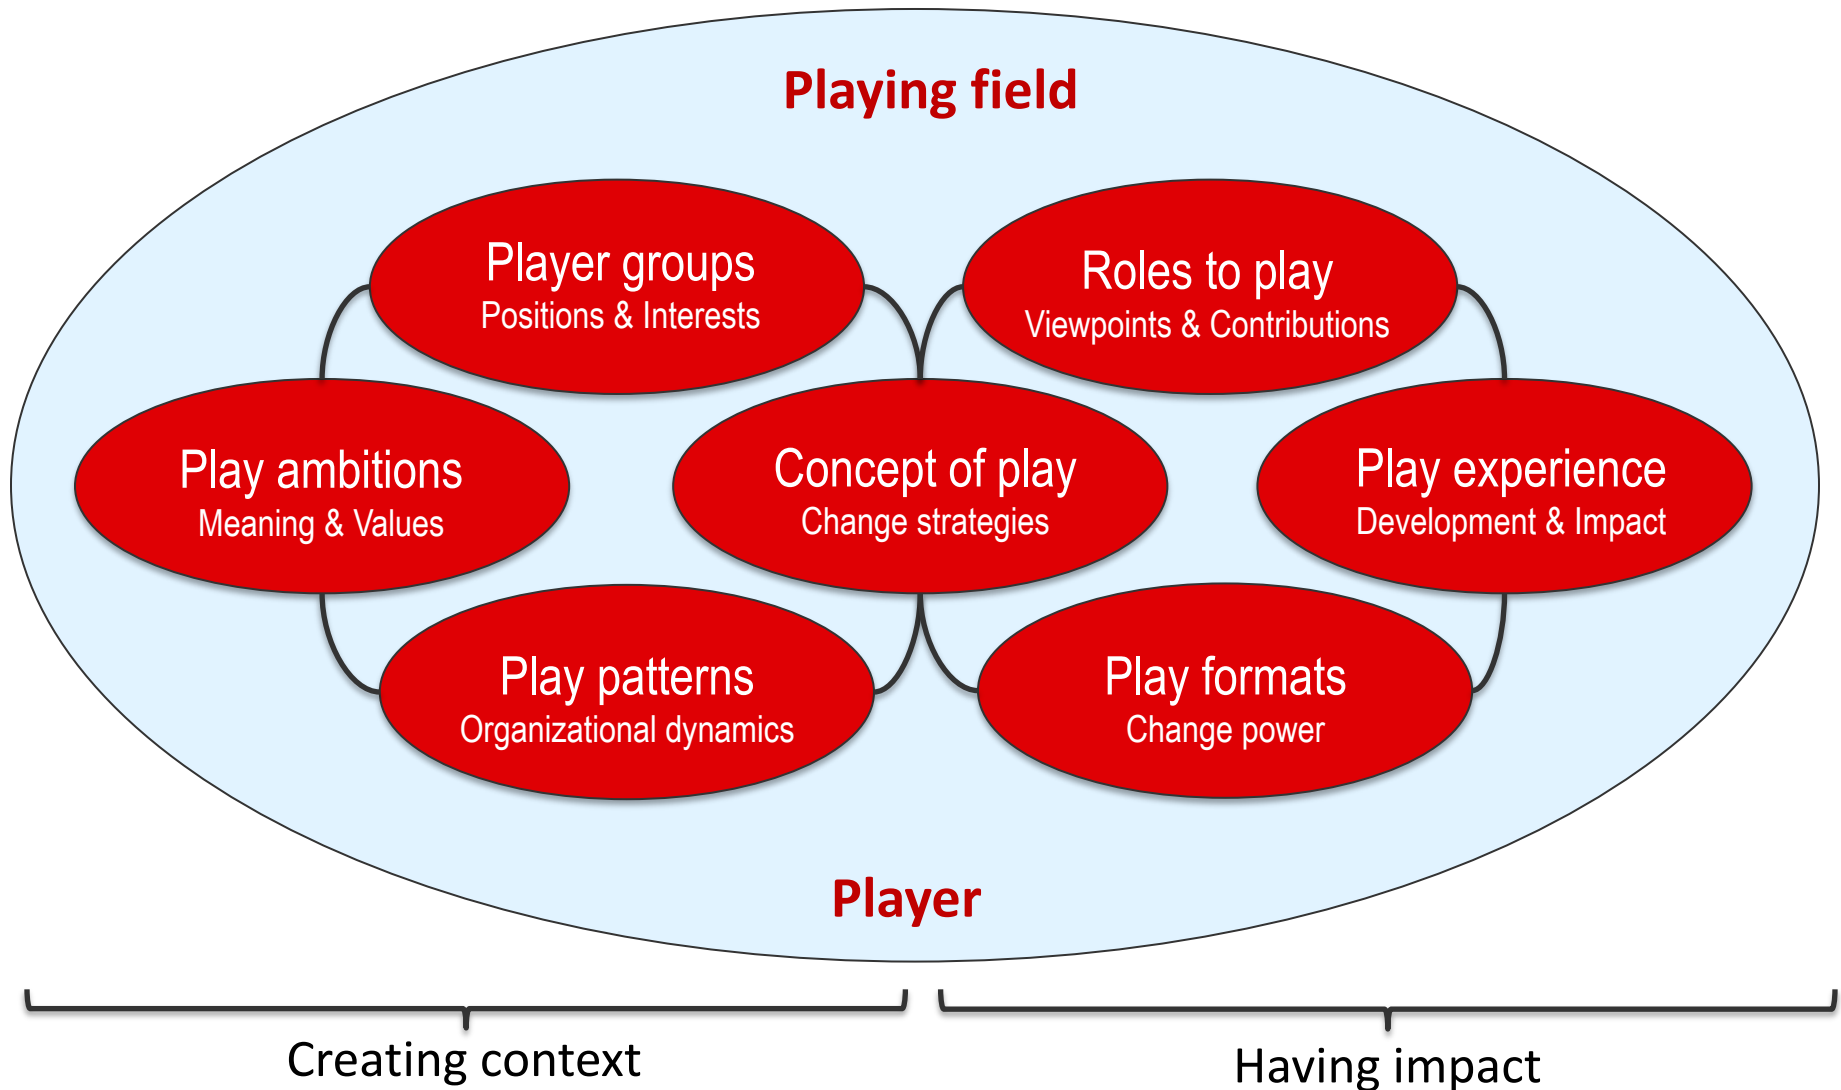 Playing field
Player groups
Positions & Interests
Roles to play
Viewpoints & Contributions
Play ambitions
Meaning & Values
Concept of play
Change strategies
Play experience
Development & Impact
Play patterns
Organizational dynamics
Play formats
Change power
Player
Creating context
Having impact